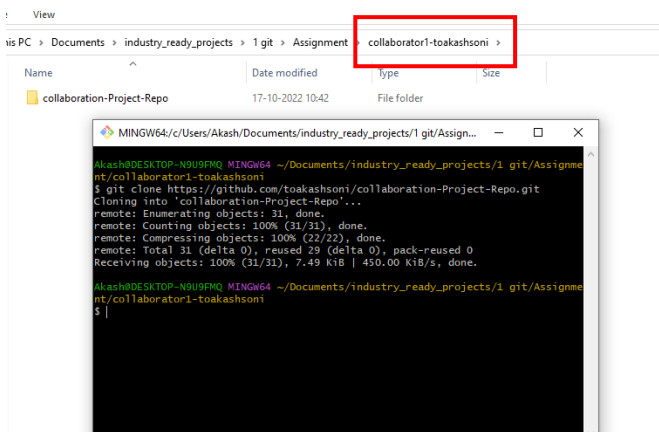 View
his PC > Documents > industry_ready_projects > 1 git > Assignment > collaborator1-toakashsoni >
Name Date modified Type Size
collaboration-Project-Repo 17-10-2022 10:42 File folder
MINGW64:/c/Users/Akash/Documents/industry_ready_projects/1 git/Assign...
Akash@DESKTOP-N9U9FMQ MINGW64 ~/Documents/industry_ready_projects/1 git/Assignme
nt/collaborator1-toakashsoni
$ git clone https://github.com/toakashsoni/collaboration-Project-Repo.git
Cloning into 'collaboration-Project-Repo'...
remote: Enumerating objects: 31, done.
remote: Counting objects: 100% (31/31), done.
remote: Compressing objects: 100% (22/22), done.
remote: Total 31 (delta 0), reused 29 (delta 0), pack-reused 0
Receiving objects: 100% (31/31), 7.49 KiB | 450.00 KiB/s, done.
Akash@DESKTOP-N9U9FMQ MINGW64 ~/Documents/industry_ready_projects/1 git/Assignme
nt/collaborator1-toakashsoni
$